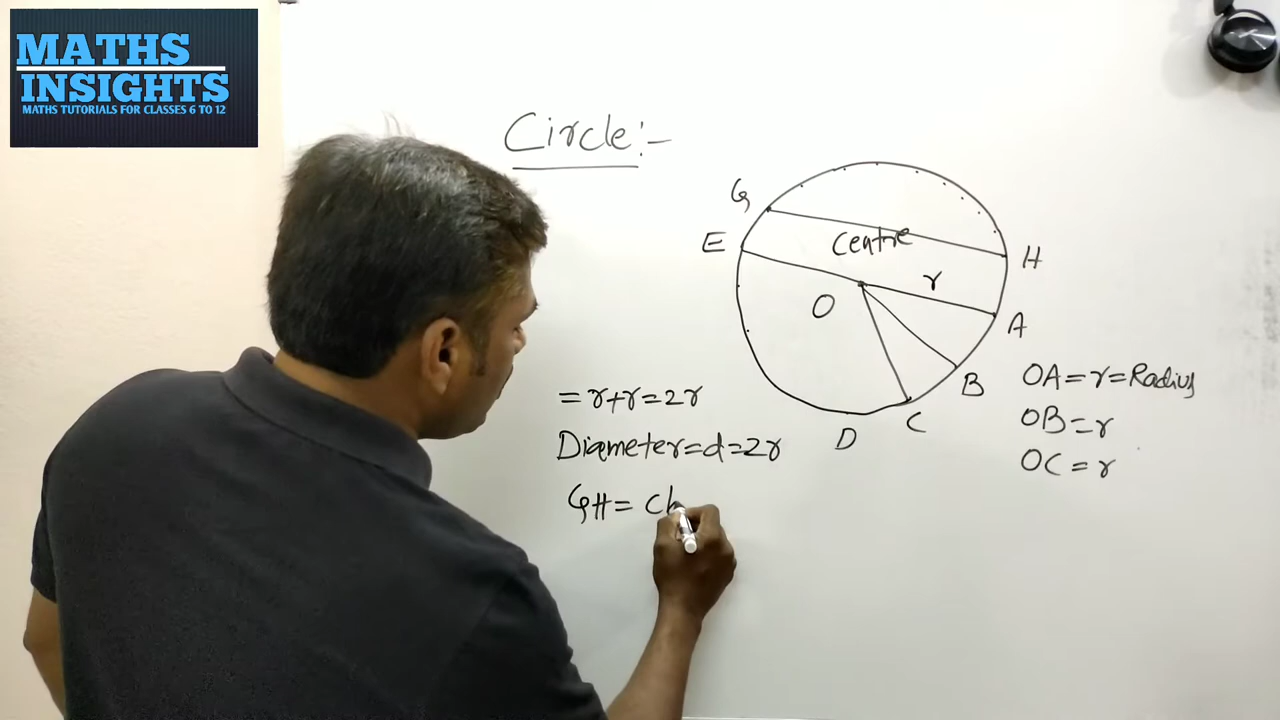 MATHS
INSIGHTS
MATHS TUTORIALS FOR CLASSES 6 TO 12
Circle:-
G
E
Centre
H
r
O
A
B
C
D
OA=r=Radius
OB=r
OC=r
=r+r=2r
Diameter=d=2r
GH= Ch